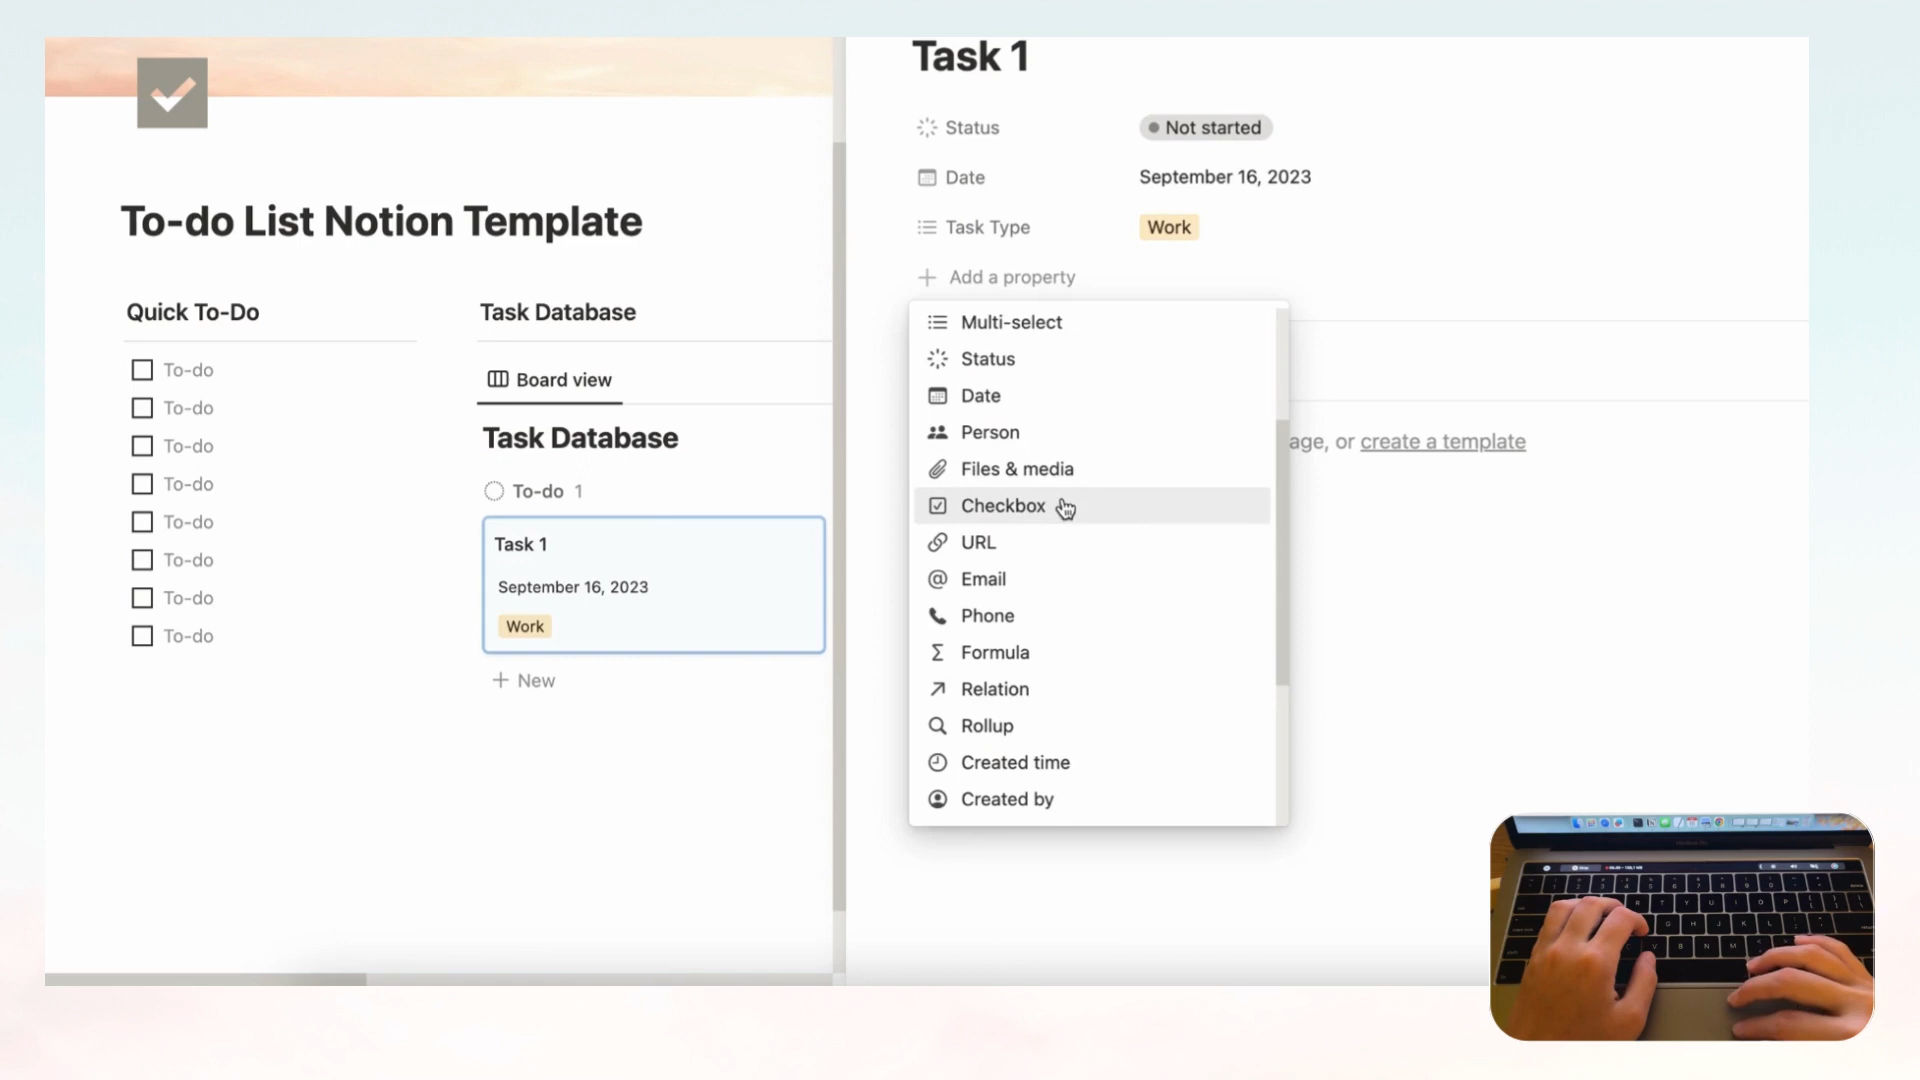 To-do List Notion Template
Quick To-Do
To-do
To-do
To-do
To-do
To-do
To-do
To-do
To-do
Task Database
Board view
Task Database
To-do 1
Task 1
September 16, 2023
Work
+ New
Task 1
Status
Not started
Date
September 16, 2023
Task Type
Work
+ Add a property
Multi-select
Status
Date
Person
Files & media
Checkbox
URL
Email
Phone
Formula
Relation
Rollup
Created time
Created by
age, or create a template